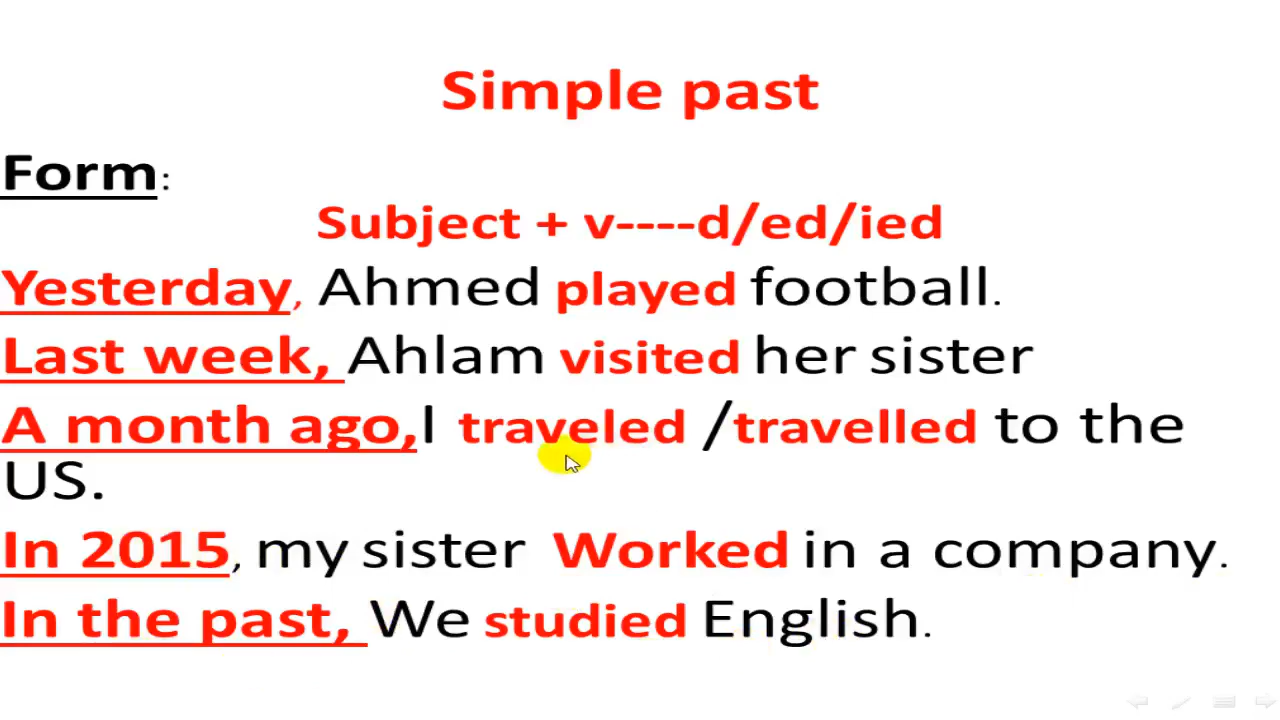 Simple past
Form:
Subject + v----d/ed/ied
Yesterday, Ahmed played football.
Last week, Ahlam visited her sister
A month ago,I traveled /travelled to the
US.
In 2015, my sister Worked in a company.
In the past, We studied English.